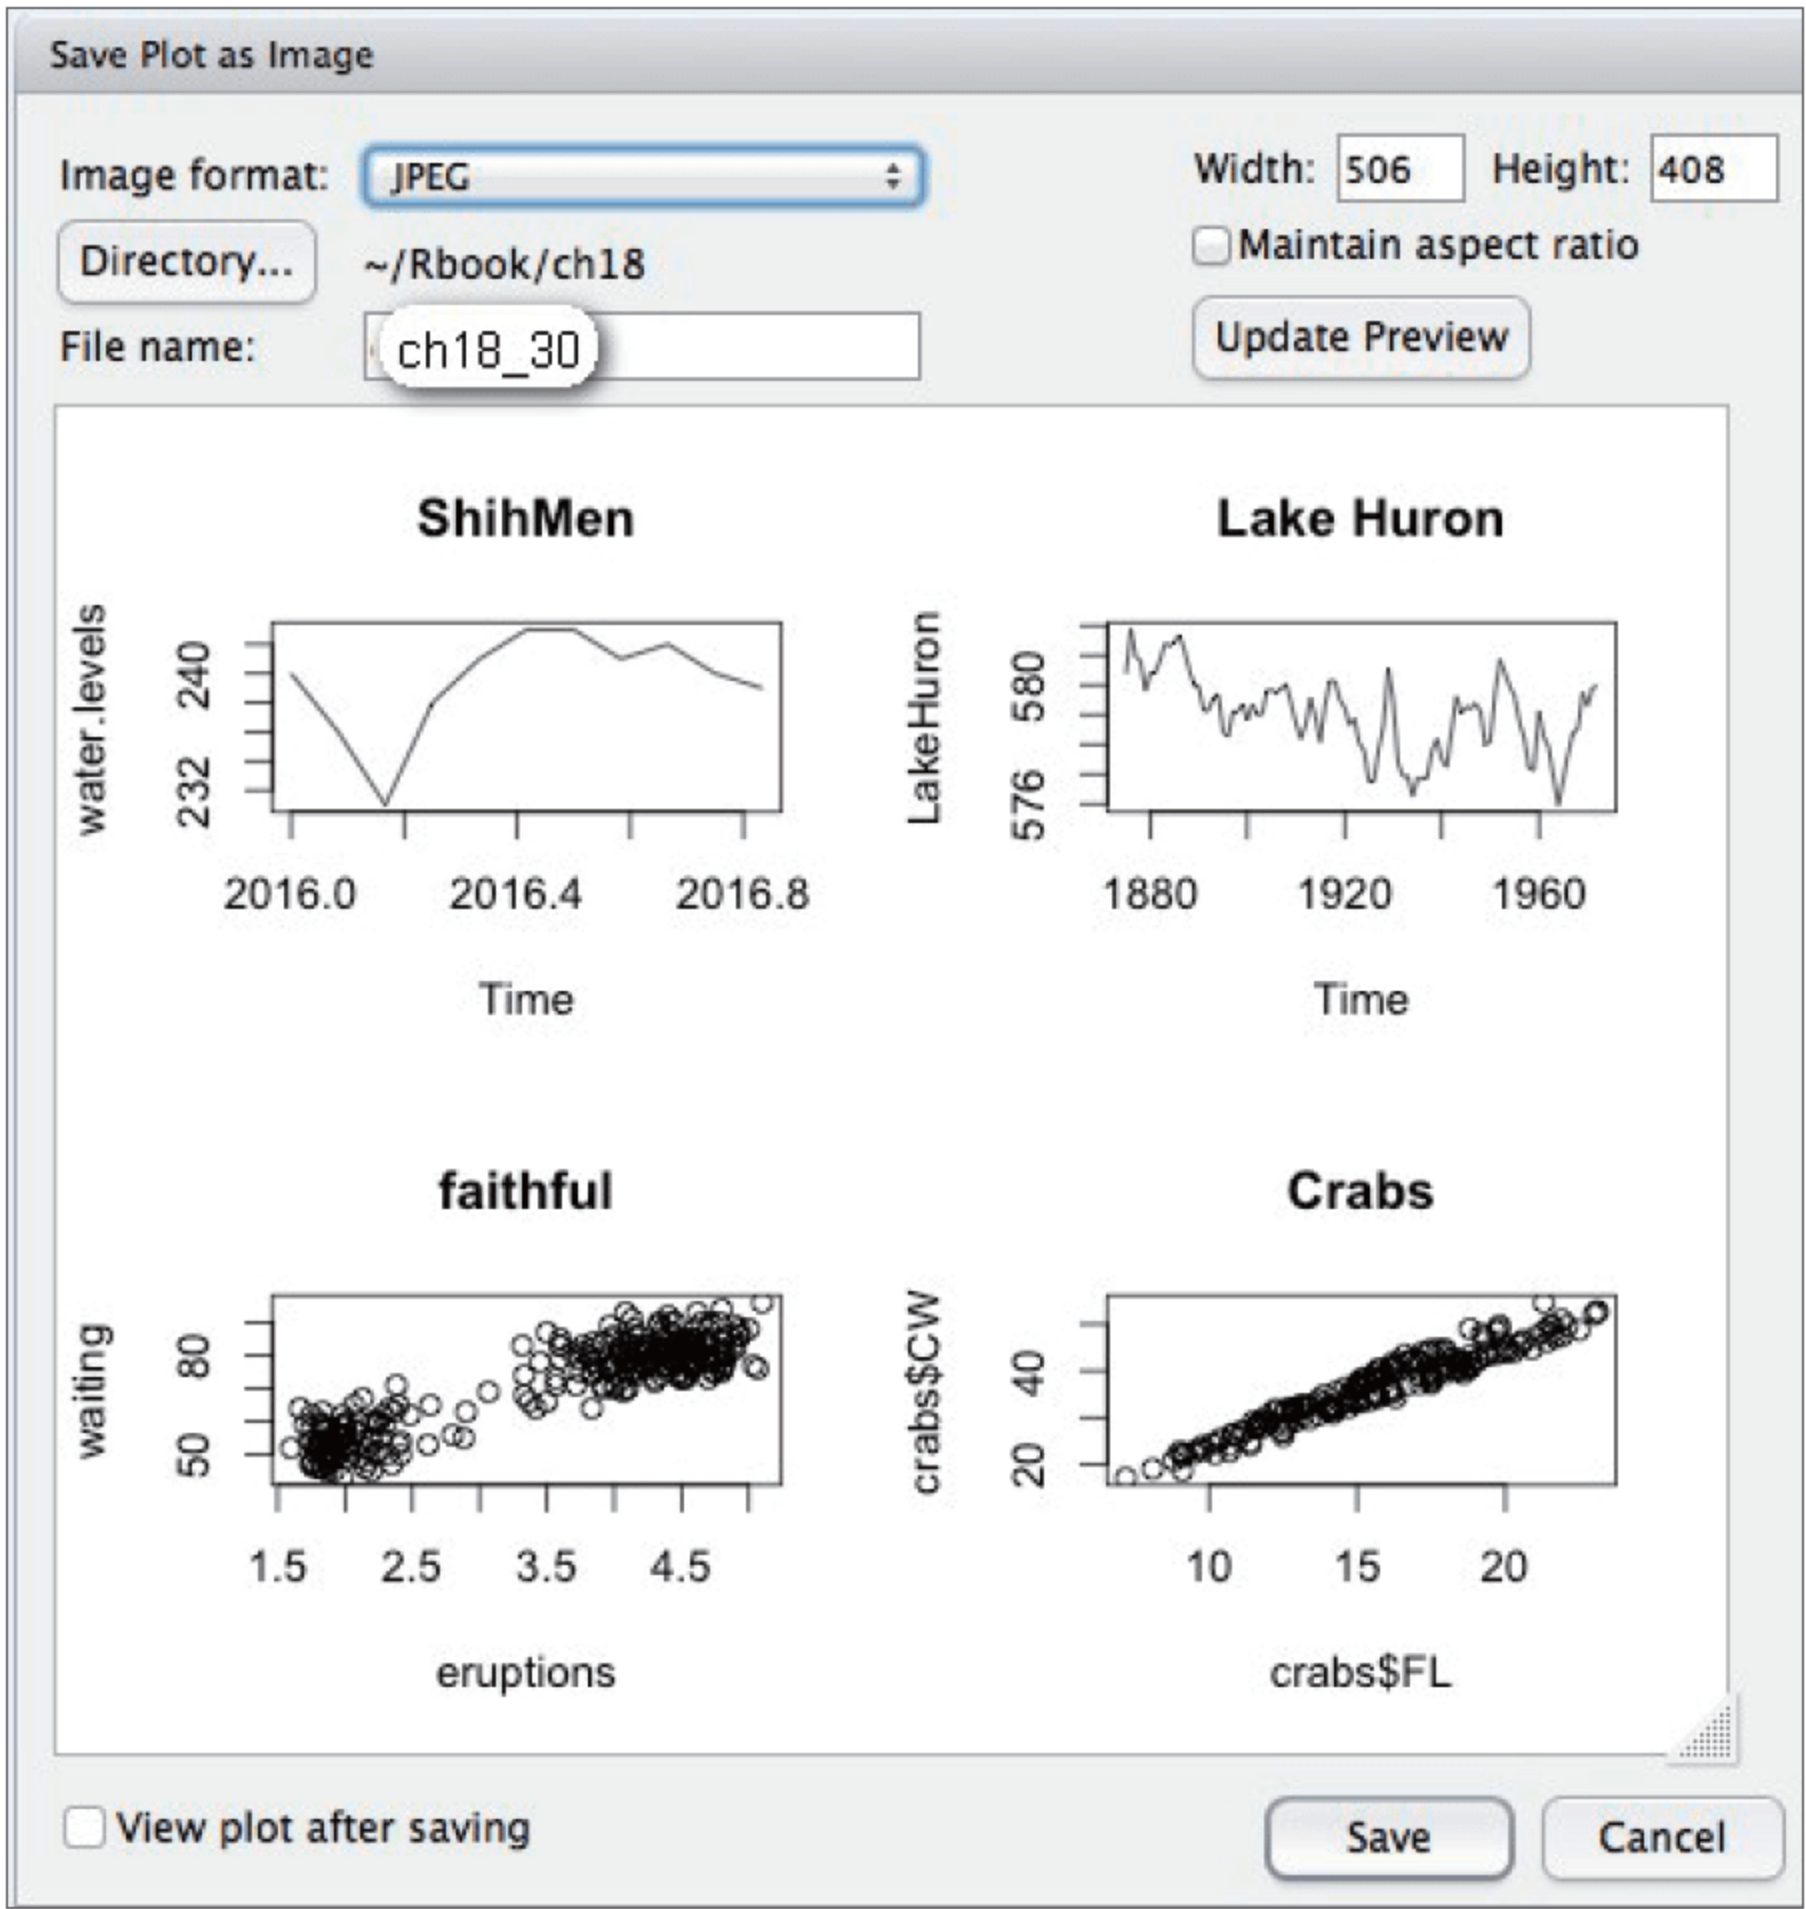 Save Plot as Image
Image format: JPEG
Width: 506 Height: 408
Directory... ~/Rbook/ch18
Maintain aspect ratio
File name: ch18_30
Update Preview
ShihMen
water.levels
240
232
2016.0 2016.4 2016.8
Time
Lake Huron
LakeHuron
580
576
1880 1920 1960
Time
faithful
waiting
80
50
1.5 2.5 3.5 4.5
eruptions
Crabs
crabs$CW
40
20
10 15 20
crabs$FL
View plot after saving
Save Cancel